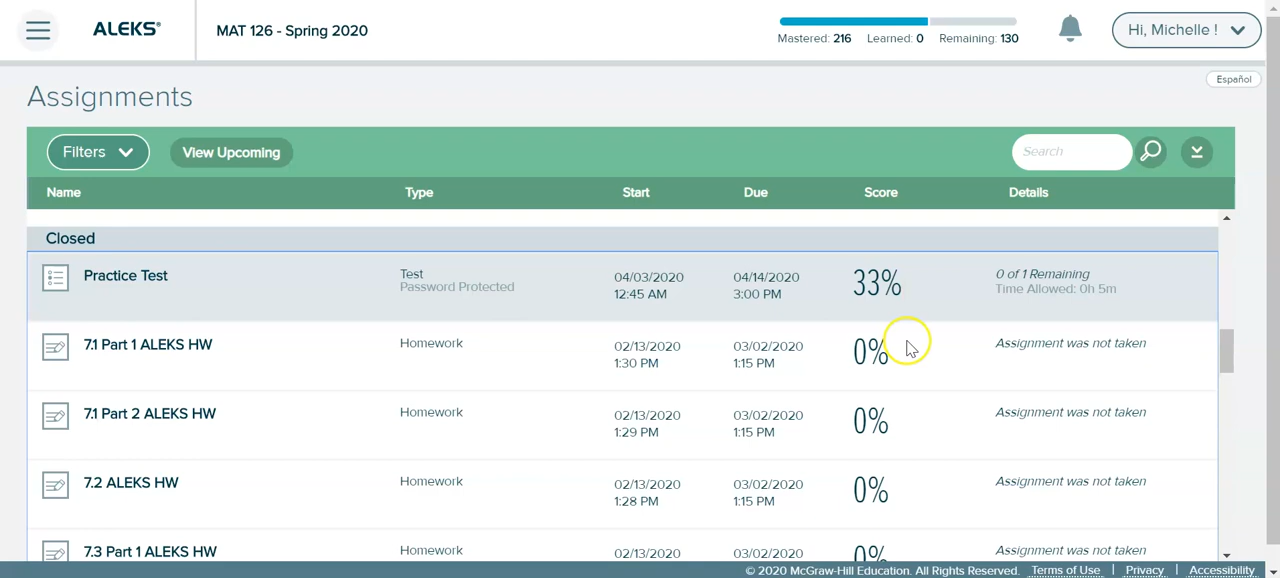 ALEKS®
MAT 126 - Spring 2020
Mastered: 216 Learned: 0 Remaining: 130
Hi, Michelle !
Español
Assignments
Filters View Upcoming Search
Name Type Start Due Score Details
Closed
Practice Test Test 04/03/2020 04/14/2020 33% 0 of 1 Remaining
Password Protected 12:45 AM 3:00 PM Time Allowed: 0h 5m
7.1 Part 1 ALEKS HW Homework 02/13/2020 03/02/2020 0% Assignment was not taken
1:30 PM 1:15 PM
7.1 Part 2 ALEKS HW Homework 02/13/2020 03/02/2020 0% Assignment was not taken
1:29 PM 1:15 PM
7.2 ALEKS HW Homework 02/13/2020 03/02/2020 0% Assignment was not taken
1:28 PM 1:15 PM
7.3 Part 1 ALEKS HW Homework 02/13/2020 03/02/2020 0% Assignment was not taken
© 2020 McGraw-Hill Education. All Rights Reserved. Terms of Use | Privacy | Accessibility